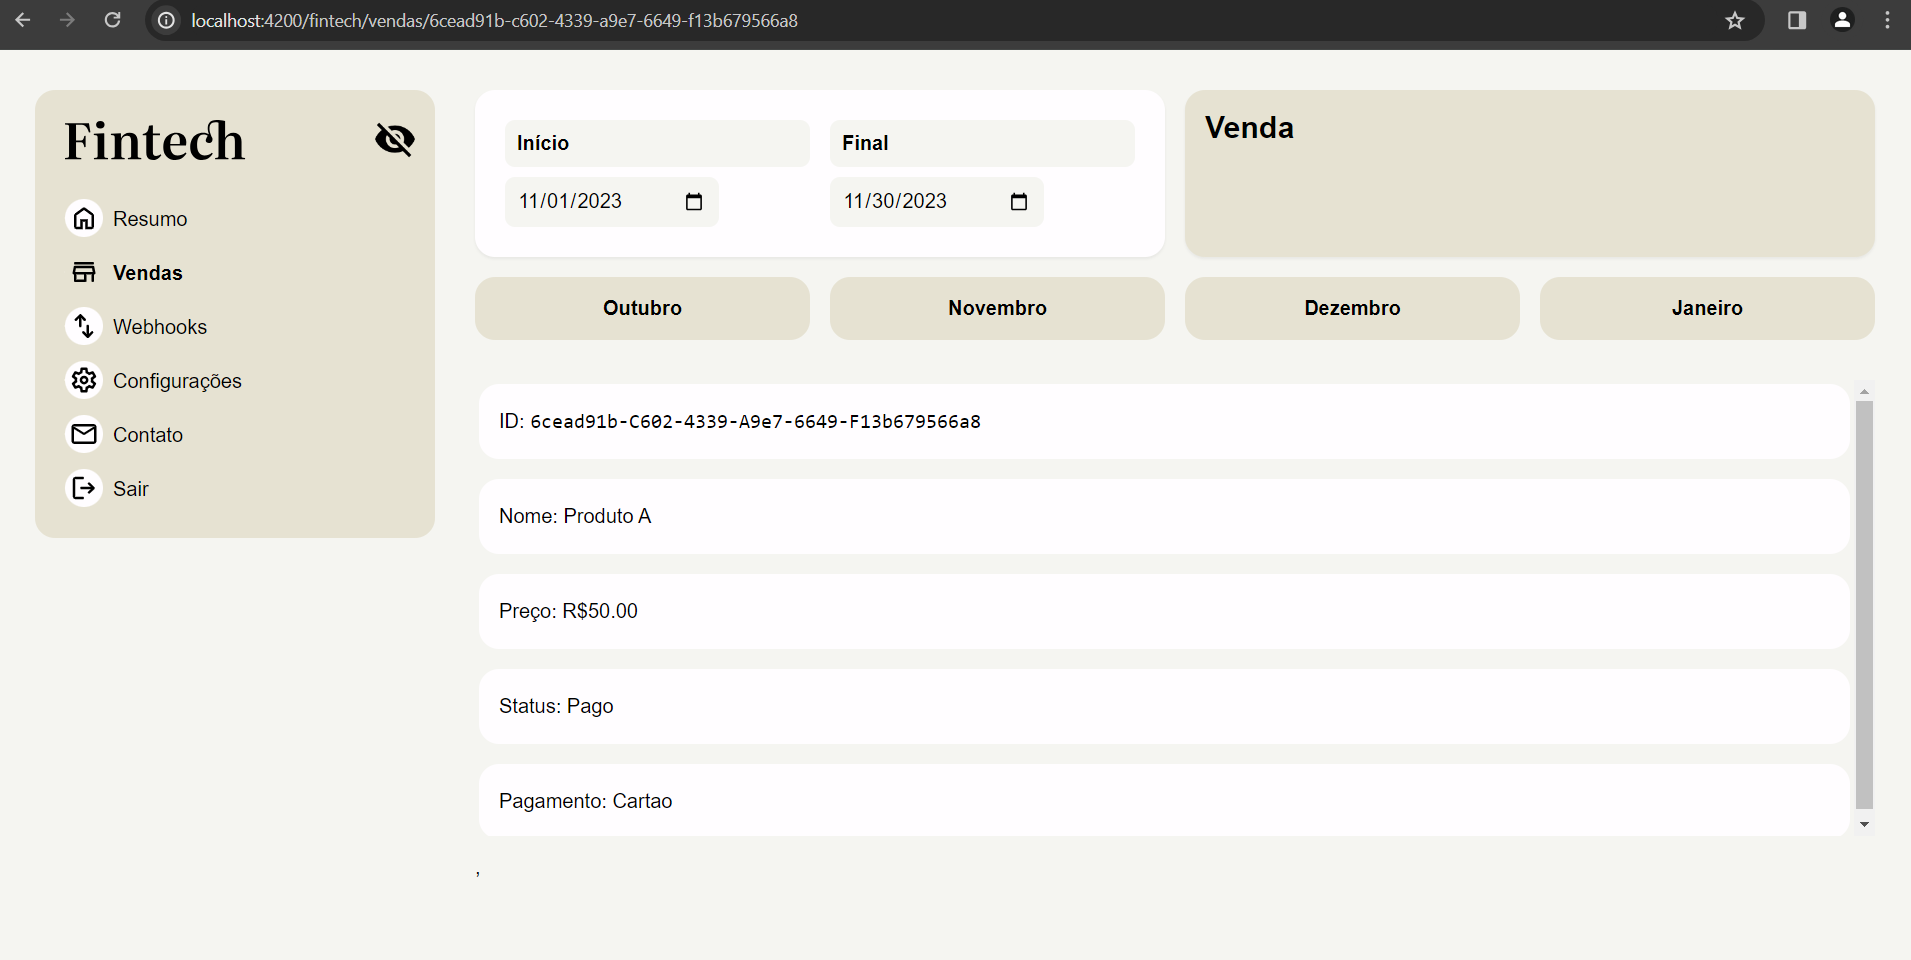 localhost:4200/fintech/vendas/6cead91b-c602-4339-a9e7-6649-f13b679566a8
Fintech
Resumo
Vendas
Webhooks
Configurações
Contato
Sair
Início
Final
11/01/2023
11/30/2023
Venda
Outubro
Novembro
Dezembro
Janeiro
ID: 6cead91b-C602-4339-A9e7-6649-F13b679566a8
Nome: Produto A
Preço: R$50.00
Status: Pago
Pagamento: Cartao
,